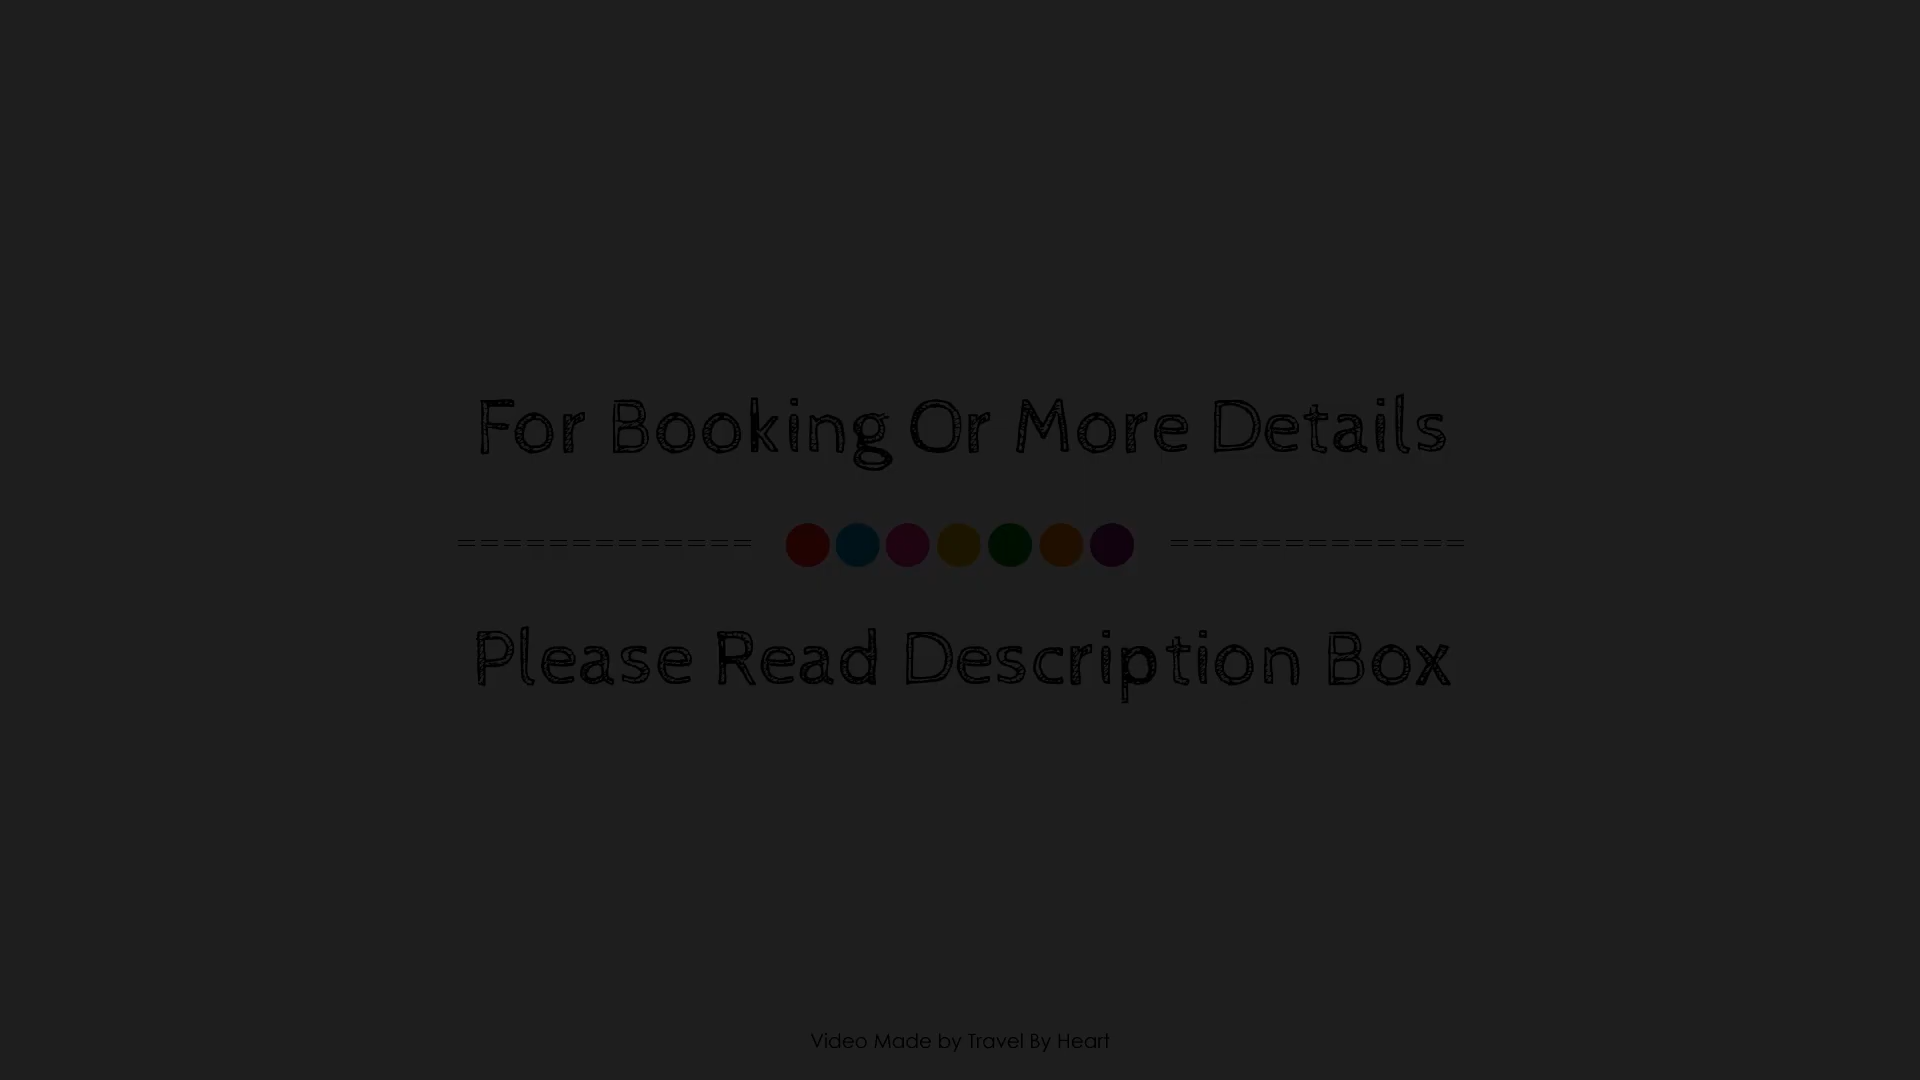 For Booking Or More Details
============= =============
Please Read Description Box
Video Made by Travel By Heart